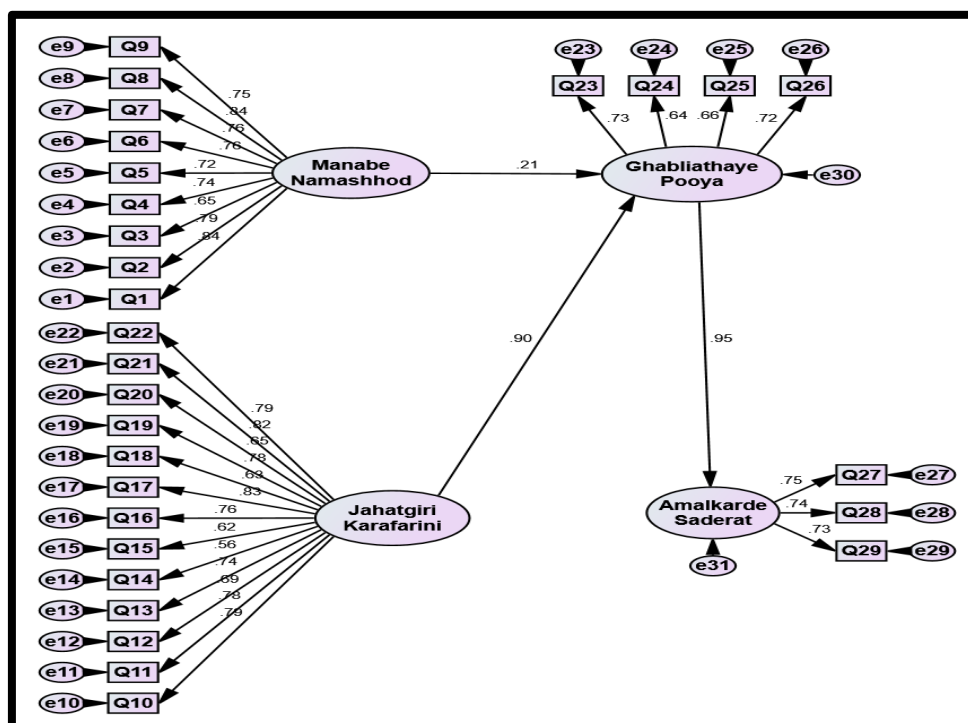 e9 Q9
e8 Q8
e7 Q7
e6 Q6
e5 Q5
e4 Q4
e3 Q3
e2 Q2
e1 Q1
.75
.84
.76
.76
.72
.74
.65
.79
.84
Manabe
Namashhod
.21
e23 e24 e25 e26
Q23 Q24 Q25 Q26
.73 .64 .66 .72
Ghabliathaye
Pooya
e30
e22 Q22
e21 Q21
e20 Q20
e19 Q19
e18 Q18
e17 Q17
e16 Q16
e15 Q15
e14 Q14
e13 Q13
e12 Q12
e11 Q11
e10 Q10
.79
.82
.65
.78
.63
.83
.76
.62
.56
.74
.69
.78
.79
Jahatgiri
Karafarini
.90
.95
Amalkarde
Saderat
e31
.75 Q27 e27
.74 Q28 e28
.73 Q29 e29